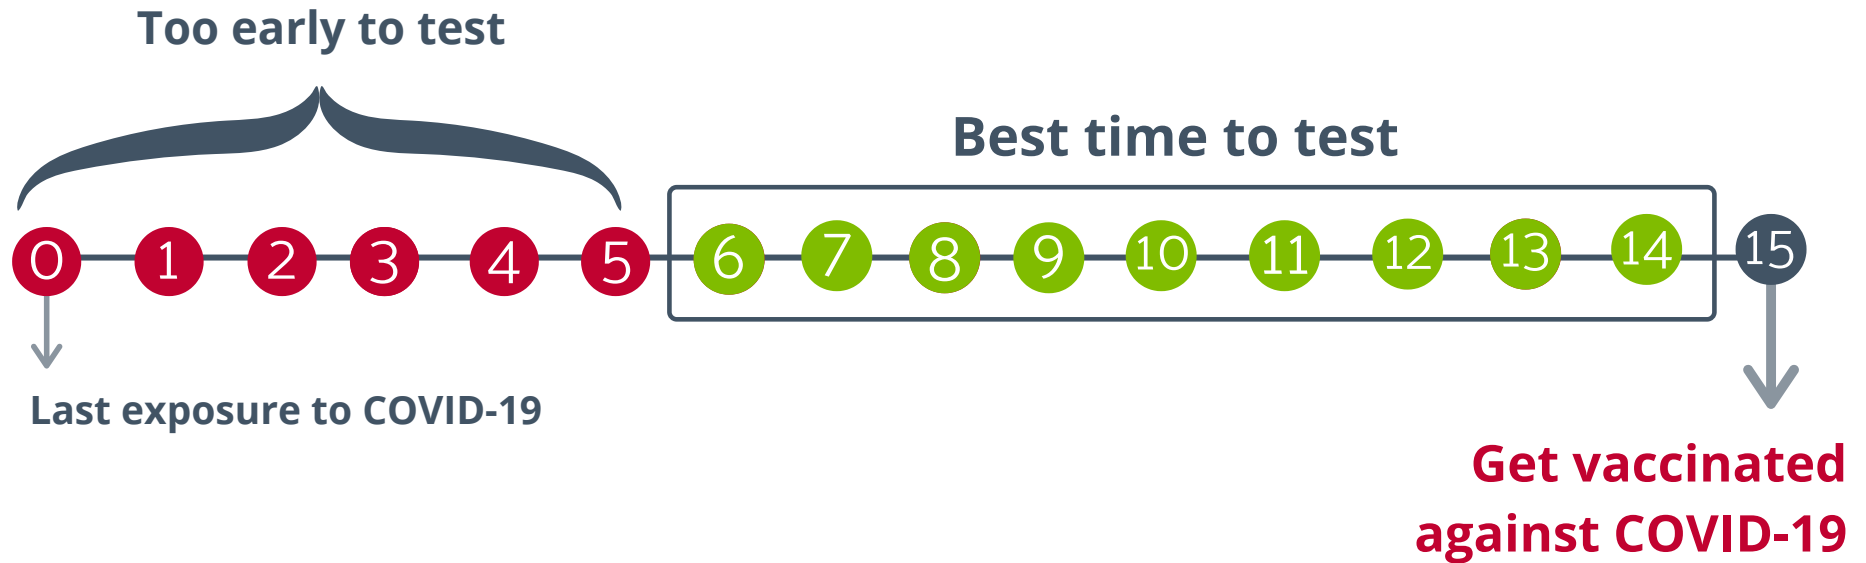 Too early to test
Best time to test
0 1 2 3 4 5 6 7 8 9 10 11 12 13 14 15
Last exposure to COVID-19
Get vaccinated
against COVID-19